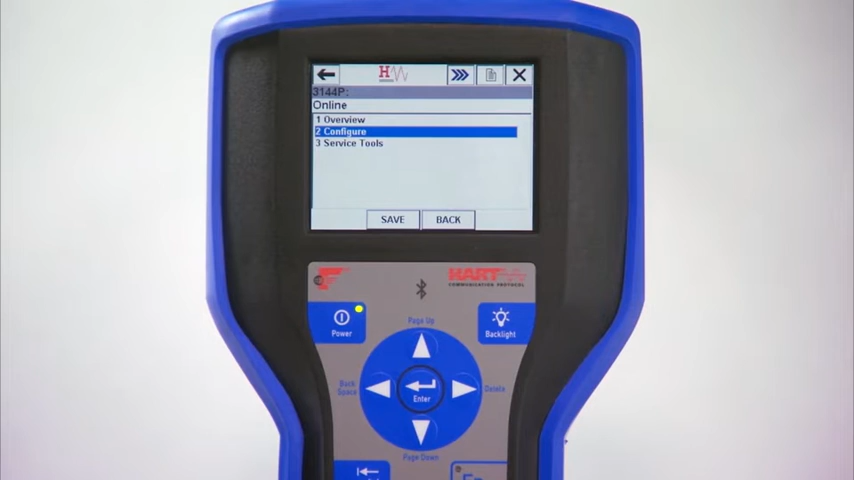 H
3144P:
Online
1 Overview
2 Configure
3 Service Tools
SAVE BACK
HART
COMMUNICATION PROTOCOL
Page Up
Power
Backlight
Back Space
Enter
Delete
Page Down